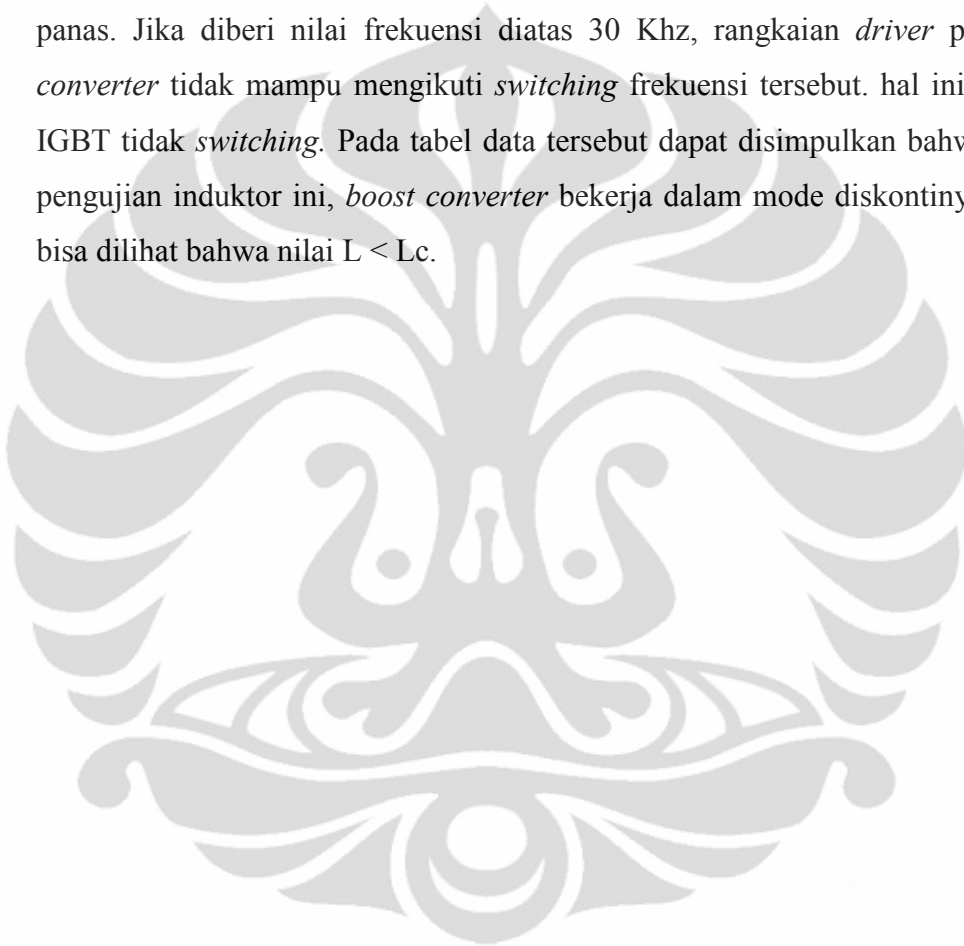 panas. Jika diberi nilai frekuensi diatas 30 Khz, rangkaian driver
converter tidak mampu mengikuti switching frekuensi tersebut. hal ini
IGBT tidak switching. Pada tabel data tersebut dapat disimpulkan
pengujian induktor ini, boost converter bekerja dalam mode
bisa dilihat bahwa nilai L < Lc.